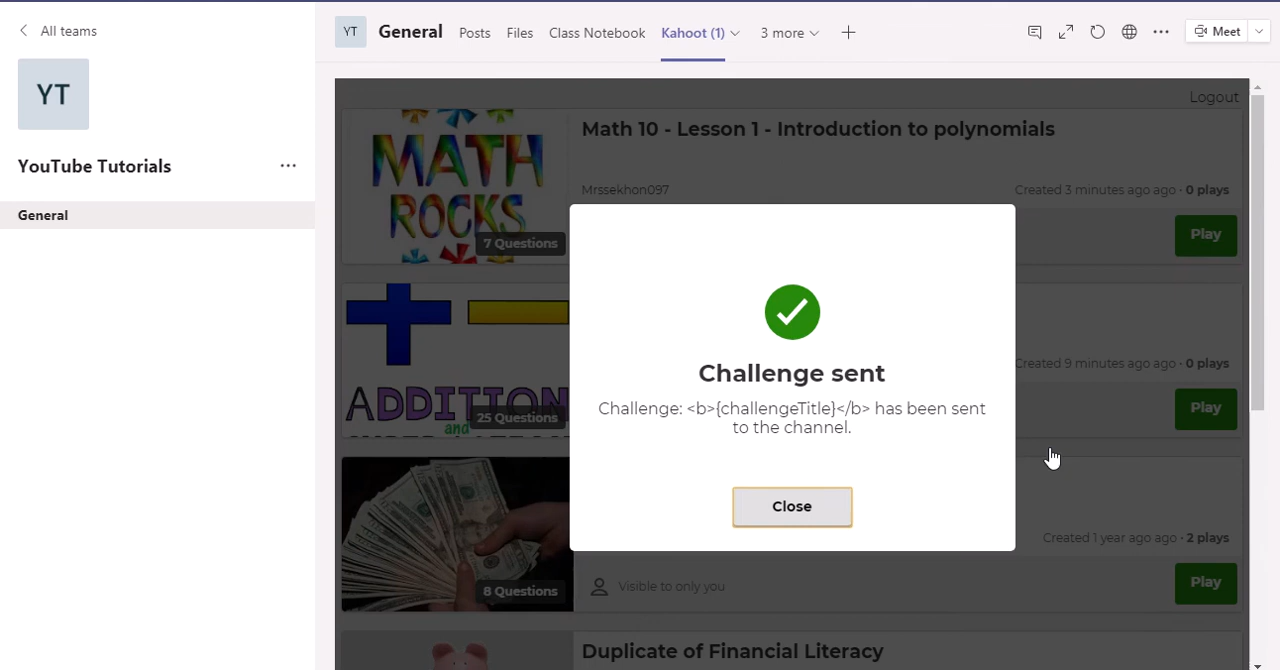 All teams
YT
YouTube Tutorials
General
YT General Posts Files Class Notebook Kahoot (1) 3 more Meet
Logout
MATH ROCKS
7 Questions
Math 10 - Lesson 1 - Introduction to polynomials
Mrssekhon097 Created 3 minutes ago ago · 0 plays
Play
ADDITION
and
25 Questions
Created 9 minutes ago ago · 0 plays
Play
Challenge sent
Challenge: <b>{challengeTitle}</b> has been sent
to the channel.
Close
8 Questions
Created 1 year ago ago · 2 plays
Visible to only you
Play
Duplicate of Financial Literacy